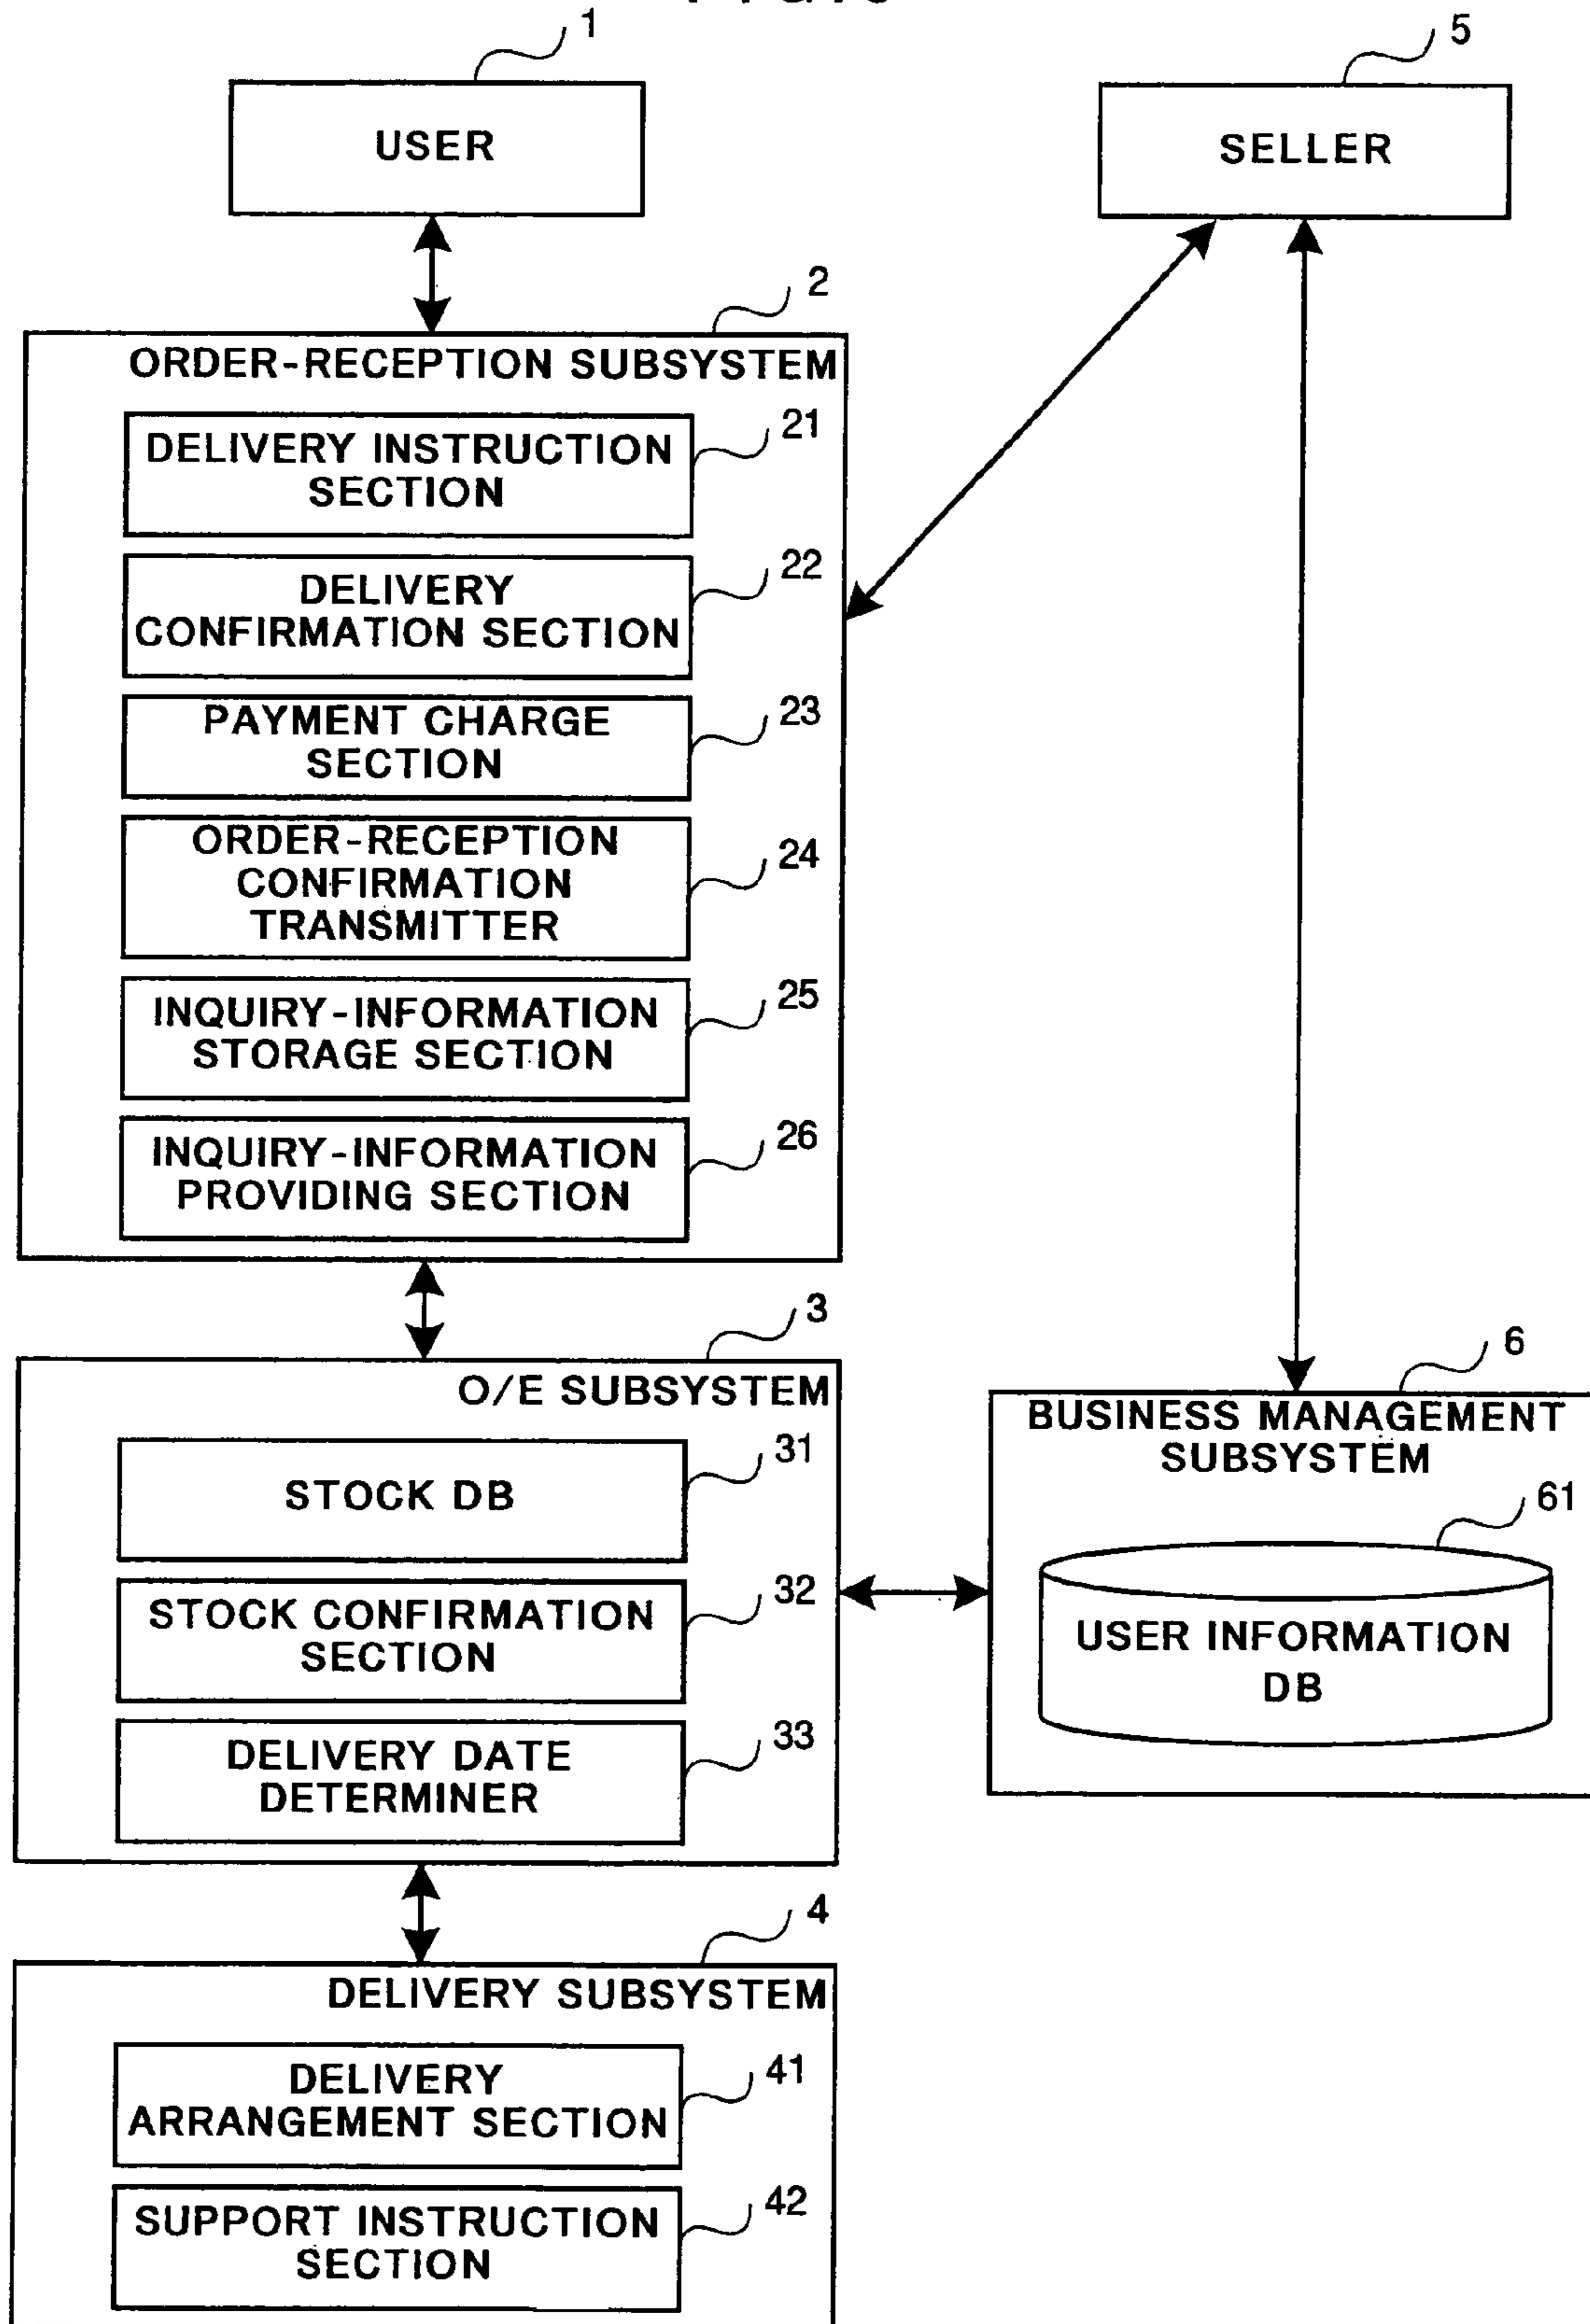 1
5
USER
SELLER
2
ORDER-RECEPTION SUBSYSTEM
21
DELIVERY INSTRUCTION
SECTION
22
DELIVERY
CONFIRMATION SECTION
23
PAYMENT CHARGE
SECTION
24
ORDER-RECEPTION
CONFIRMATION
TRANSMITTER
25
INQUIRY-INFORMATION
STORAGE SECTION
26
INQUIRY-INFORMATION
PROVIDING SECTION
3
O/E SUBSYSTEM
31
STOCK DB
32
STOCK CONFIRMATION
SECTION
33
DELIVERY DATE
DETERMINER
6
BUSINESS MANAGEMENT
SUBSYSTEM
61
USER INFORMATION
DB
4
DELIVERY SUBSYSTEM
41
DELIVERY
ARRANGEMENT SECTION
42
SUPPORT INSTRUCTION
SECTION